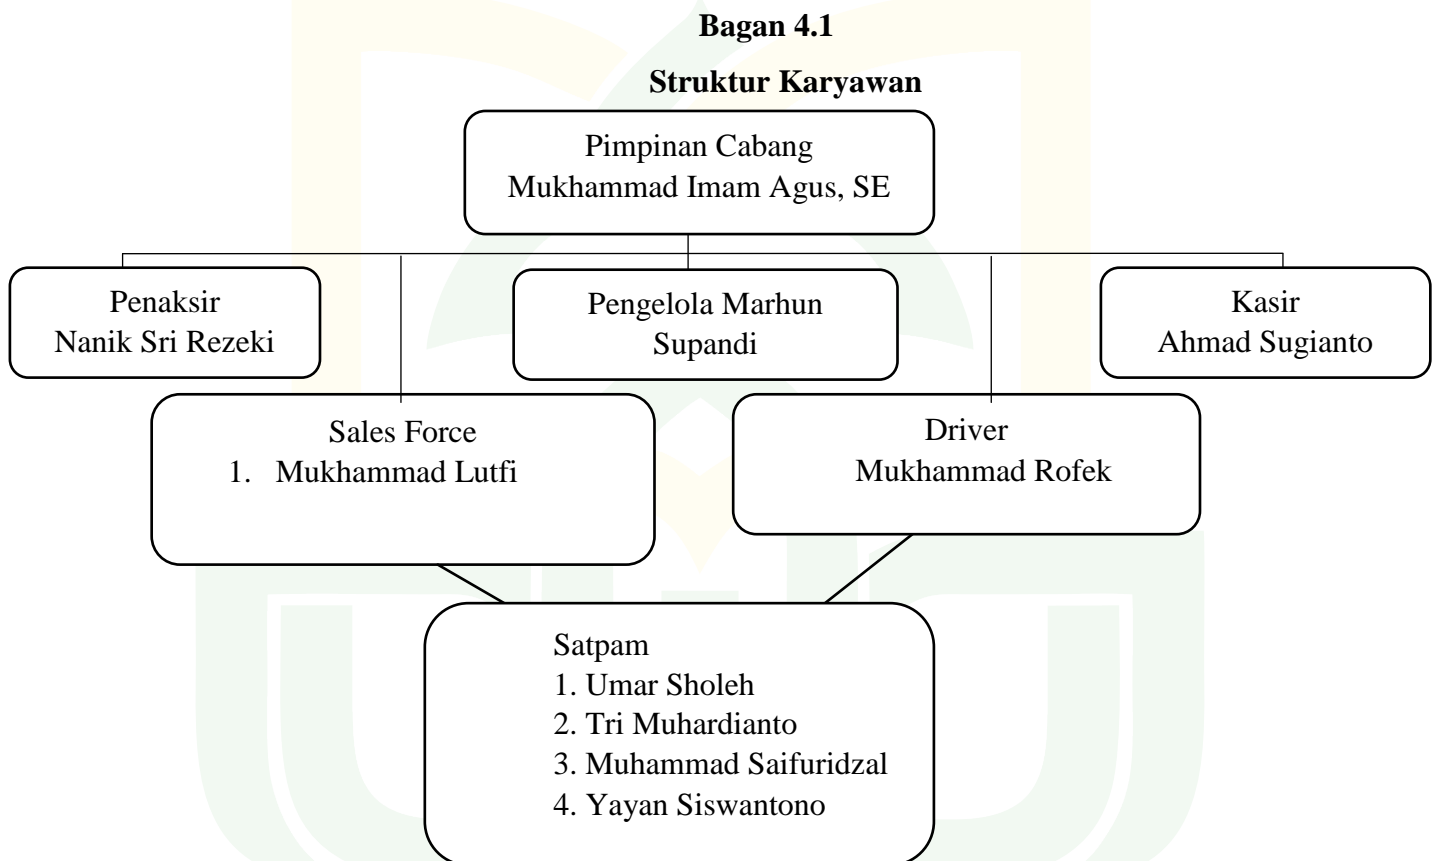 Bagan 4.1
Struktur Karyawan
Pimpinan Cabang
Mukhammad Imam Agus, SE
Penaksir
Nanik Sri Rezeki
Pengelola Marhun
Supandi
Kasir
Ahmad Sugianto
Sales Force
1. Mukhammad Lutfi
Driver
Mukhammad Rofek
Satpam
1. Umar Sholeh
2. Tri Muhardianto
3. Muhammad Saifuridzal
4. Yayan Siswantono